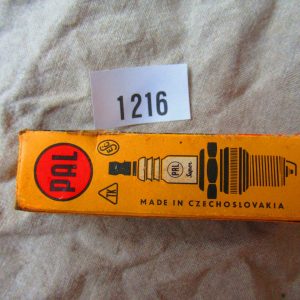 1216
PAL
PAL
Super
MADE IN CZECHOSLOVAKIA